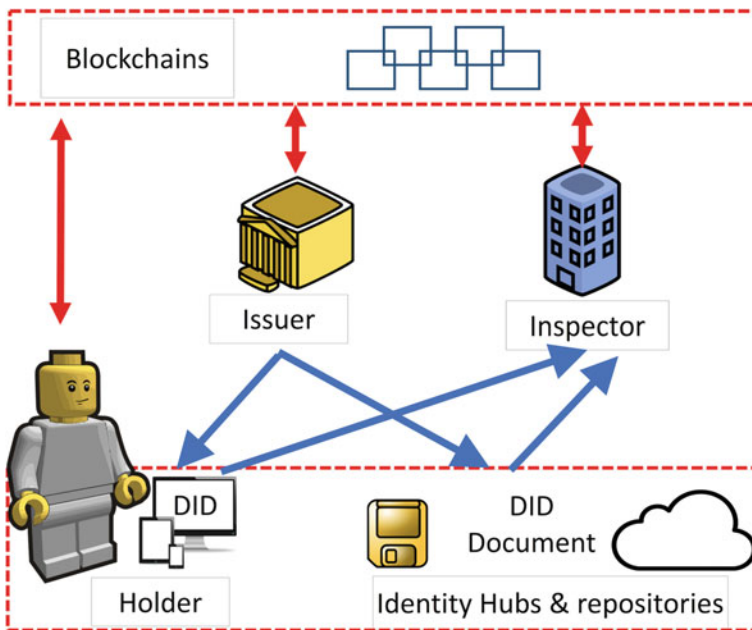 Blockchains
Issuer
Inspector
DID
DID
Document
Holder
Identity Hubs & repositories